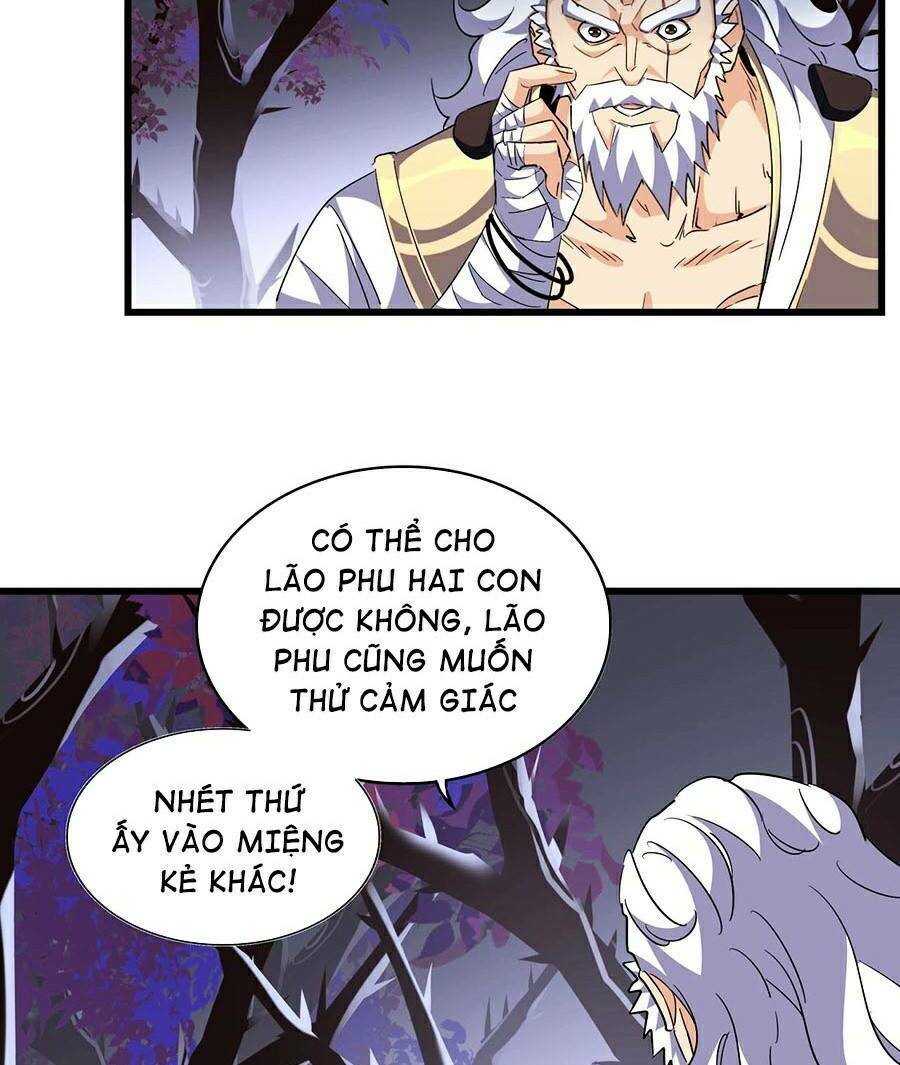 CÓ THỂ CHO
LÃO PHU HAI CON
ĐƯỢC KHÔNG, LÃO
PHU CŨNG MUỐN
THỬ CẢM GIÁC
NHÉT THỨ
ẤY VÀO MIỆNG
KẺ KHÁC!